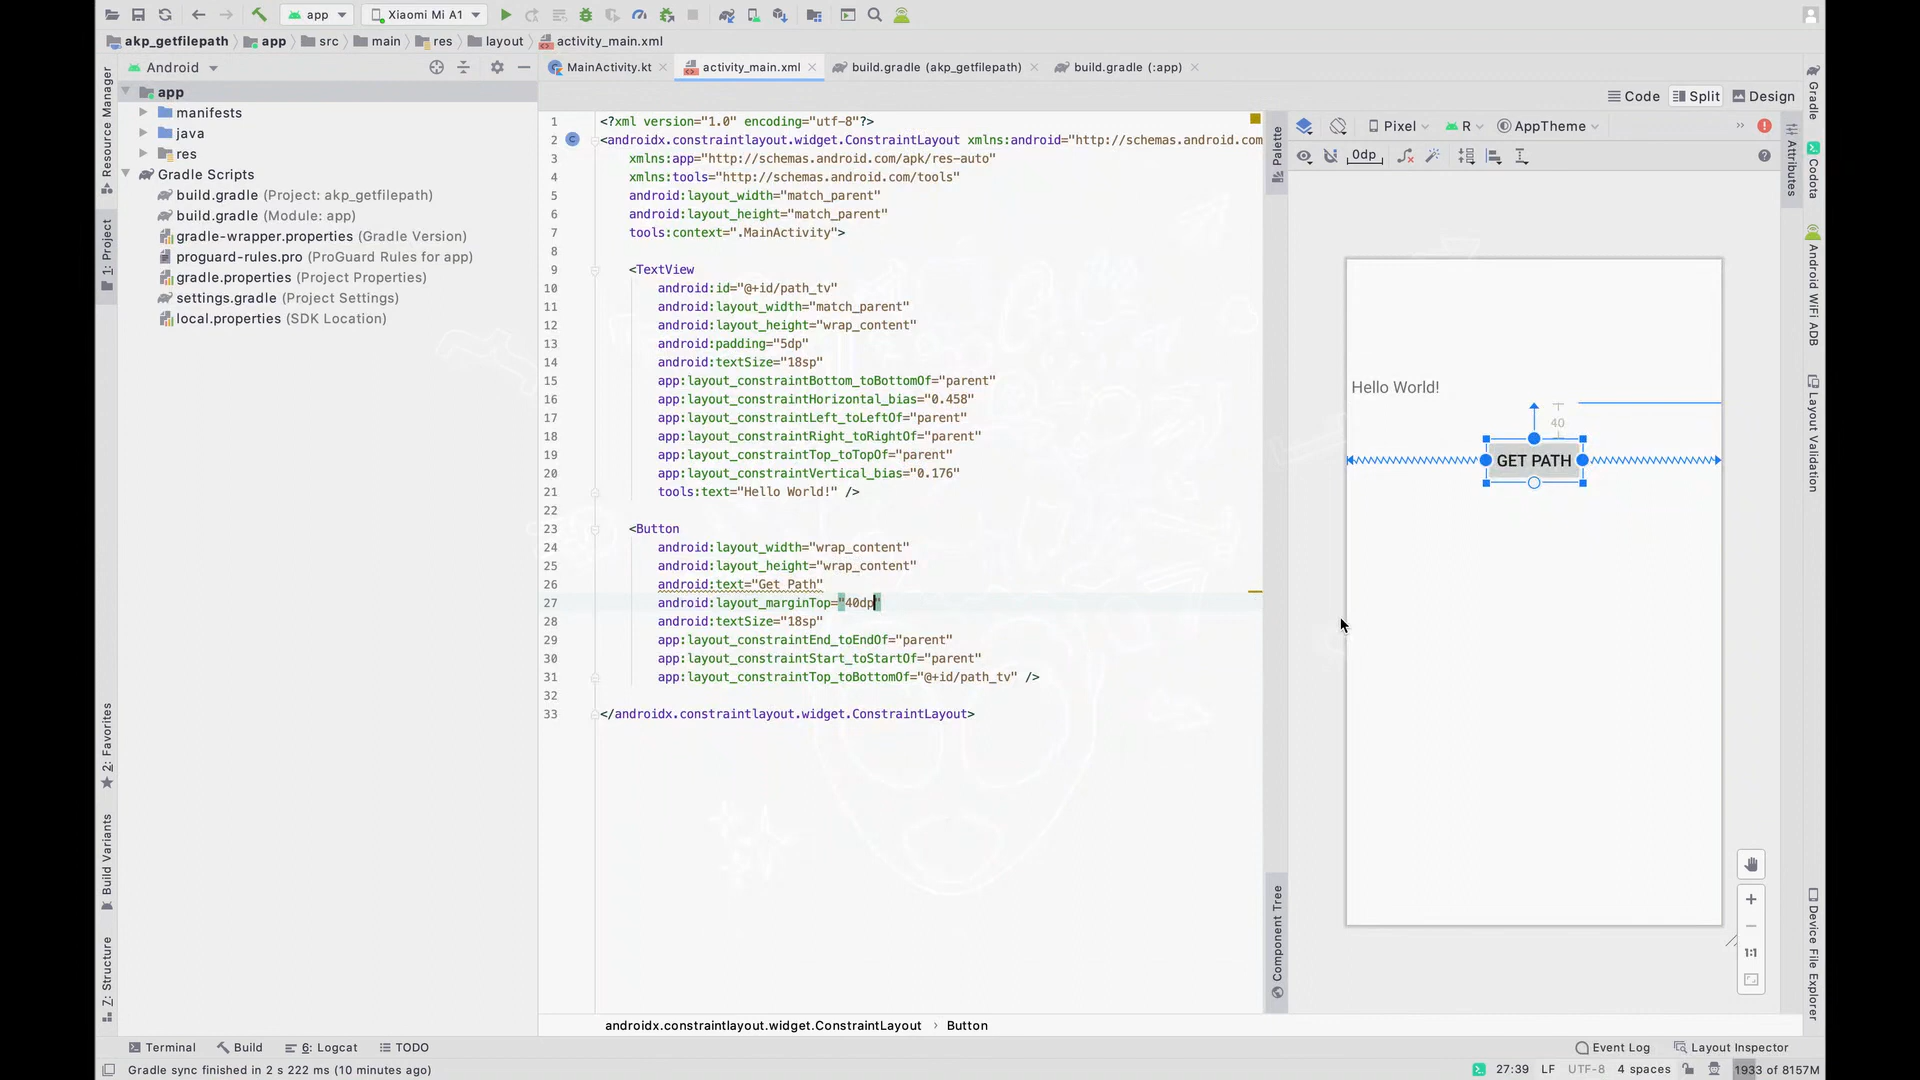 app
Xiaomi Mi A1
akp_getfilepath
app
src
main
res
layout
activity_main.xml
Android
MainActivity.kt
activity_main.xml
build.gradle (akp_getfilepath)
build.gradle (:app)
Code
Split
Design
Resource Manager
1: Project
2: Favorites
Build Variants
Z: Structure
app
manifests
java
res
Gradle Scripts
build.gradle (Project: akp_getfilepath)
build.gradle (Module: app)
gradle-wrapper.properties (Gradle Version)
proguard-rules.pro (ProGuard Rules for app)
gradle.properties (Project Properties)
settings.gradle (Project Settings)
local.properties (SDK Location)
1 <?xml version="1.0" encoding="utf-8"?>
2 <androidx.constraintlayout.widget.ConstraintLayout xmlns:android="http://schemas.android.com
3 xmlns:app="http://schemas.android.com/apk/res-auto"
4 xmlns:tools="http://schemas.android.com/tools"
5 android:layout_width="match_parent"
6 android:layout_height="match_parent"
7 tools:context=".MainActivity">
8
9 <TextView
10 android:id="@+id/path_tv"
11 android:layout_width="match_parent"
12 android:layout_height="wrap_content"
13 android:padding="5dp"
14 android:textSize="18sp"
15 app:layout_constraintBottom_toBottomOf="parent"
16 app:layout_constraintHorizontal_bias="0.458"
17 app:layout_constraintLeft_toLeftOf="parent"
18 app:layout_constraintRight_toRightOf="parent"
19 app:layout_constraintTop_toTopOf="parent"
20 app:layout_constraintVertical_bias="0.176"
21 tools:text="Hello World!" />
22
23 <Button
24 android:layout_width="wrap_content"
25 android:layout_height="wrap_content"
26 android:text="Get Path"
27 android:layout_marginTop="40dp"
28 android:textSize="18sp"
29 app:layout_constraintEnd_toEndOf="parent"
30 app:layout_constraintStart_toStartOf="parent"
31 app:layout_constraintTop_toBottomOf="@+id/path_tv" />
32
33 </androidx.constraintlayout.widget.ConstraintLayout>
androidx.constraintlayout.widget.ConstraintLayout › Button
Palette
Component Tree
Pixel
R
AppTheme
0dp
Hello World!
40
GET PATH
1:1
Attributes
Gradle
Codota
Android WiFi ADB
Layout Validation
Device File Explorer
Terminal
Build
6: Logcat
TODO
Event Log
Layout Inspector
Gradle sync finished in 2 s 222 ms (10 minutes ago)
27:39
LF
UTF-8
4 spaces
1933 of 8157M